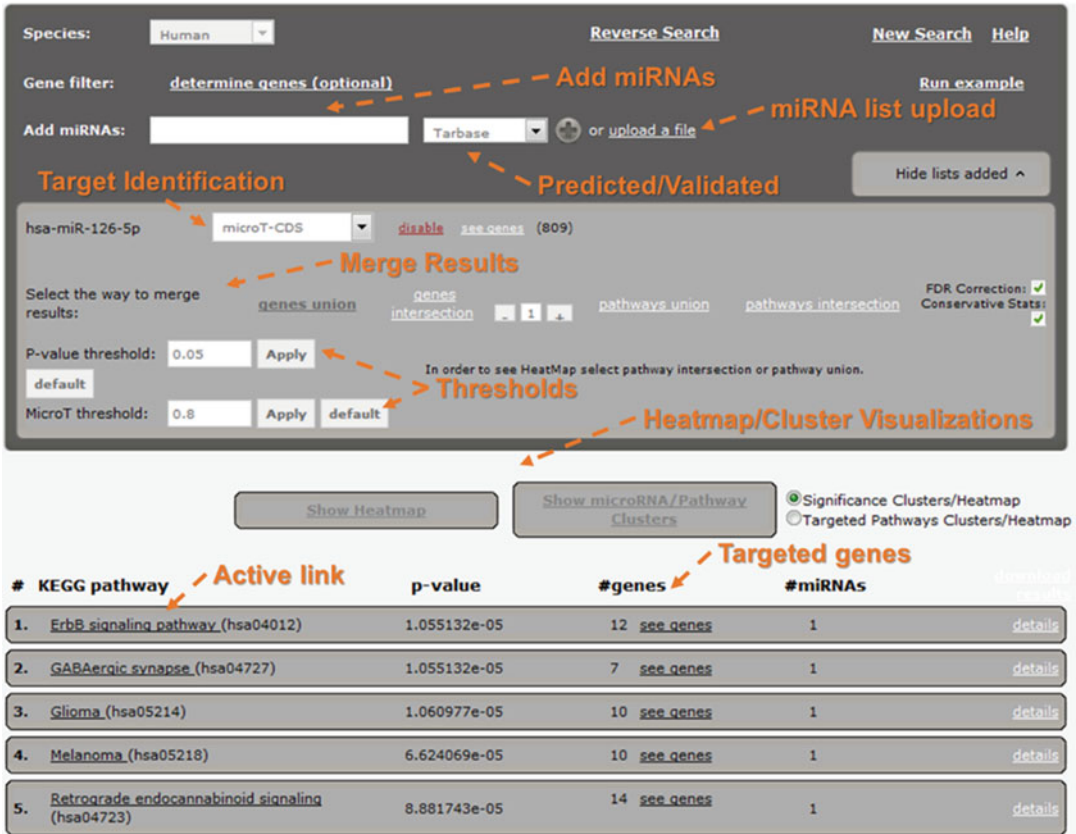 Species: Human Reverse Search New Search Help
Gene filter: determine genes (optional) Add miRNAs Run example
miRNA list upload
Add miRNAs: Tarbase or upload a file
Target Identification Predicted/Validated Hide lists added ^
hsa-miR-126-5p microT-CDS disable see genes (809)
Merge Results
Select the way to merge results: genes union genes intersection - 1 + pathways union pathways intersection FDR Correction: Conservative Stats:
P-value threshold: 0.05 Apply
In order to see HeatMap select pathway intersection or pathway union.
default Thresholds
MicroT threshold: 0.8 Apply default
Heatmap/Cluster Visualizations
Show Heatmap Show microRNA/Pathway Clusters
Significance Clusters/Heatmap
Targeted Pathways Clusters/Heatmap
Active link Targeted genes
# KEGG pathway p-value #genes #miRNAs download results
1. ErbB signaling pathway (hsa04012) 1.055132e-05 12 see genes 1 details
2. GABAergic synapse (hsa04727) 1.055132e-05 7 see genes 1 details
3. Glioma (hsa05214) 1.060977e-05 10 see genes 1 details
4. Melanoma (hsa05218) 6.624069e-05 10 see genes 1 details
5. Retrograde endocannabinoid signaling (hsa04723) 8.881743e-05 14 see genes 1 details